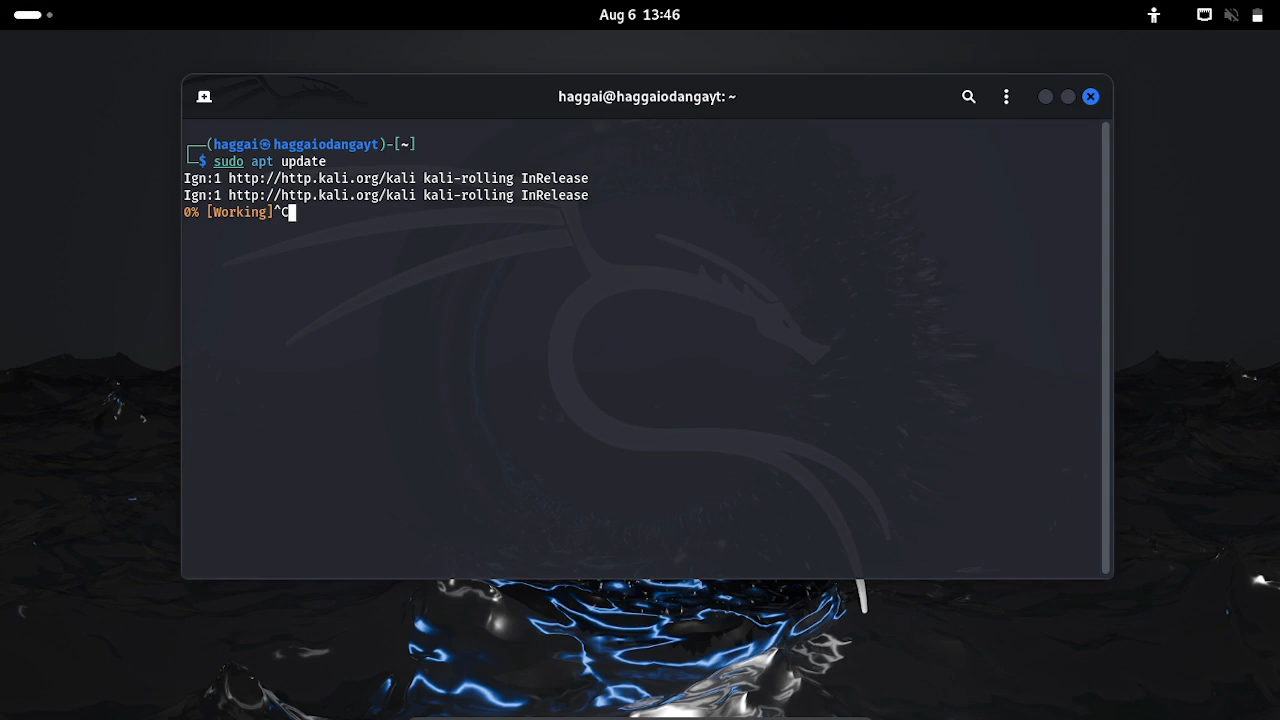 Aug 6 13:46
haggai@haggaiodangayt: ~
┌──(haggai㉿haggaiodangayt)-[~]
└─$ sudo apt update
Ign:1 http://http.kali.org/kali kali-rolling InRelease
Ign:1 http://http.kali.org/kali kali-rolling InRelease
0% [Working]^C